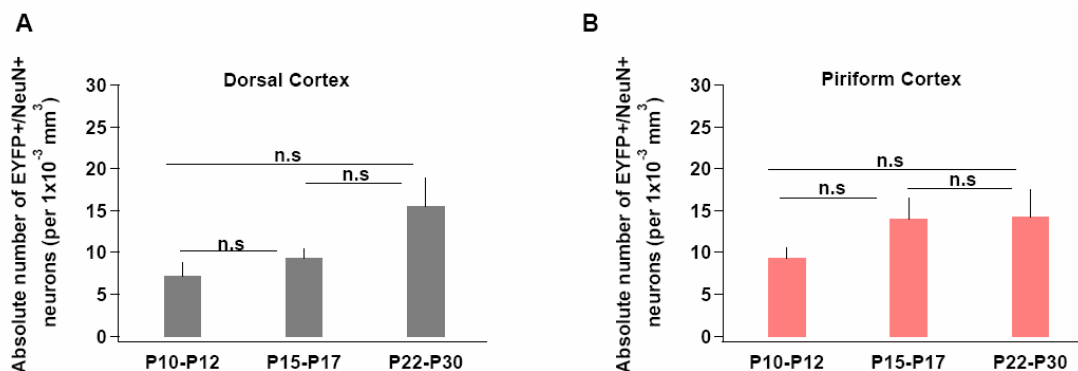 A
Dorsal Cortex
Absolute number of EYFP+/NeuN+
neurons (per 1x10⁻³ mm³)
30
25
20
15
10
5
0
n.s
n.s
n.s
P10-P12 P15-P17 P22-P30
B
Piriform Cortex
Absolute number of EYFP+/NeuN+
neurons (per 1x10⁻³ mm³)
30
25
20
15
10
5
0
n.s
n.s n.s
P10-P12 P15-P17 P22-P30